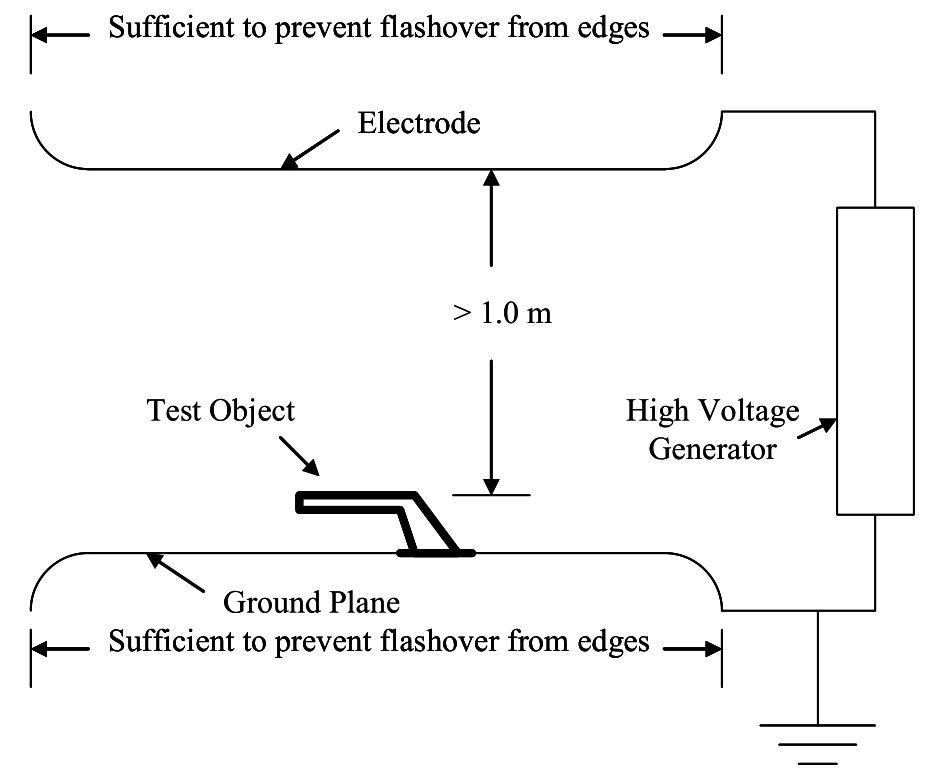 Sufficient to prevent flashover from edges
Electrode
> 1.0 m
Test Object
High Voltage
Generator
Ground Plane
Sufficient to prevent flashover from edges